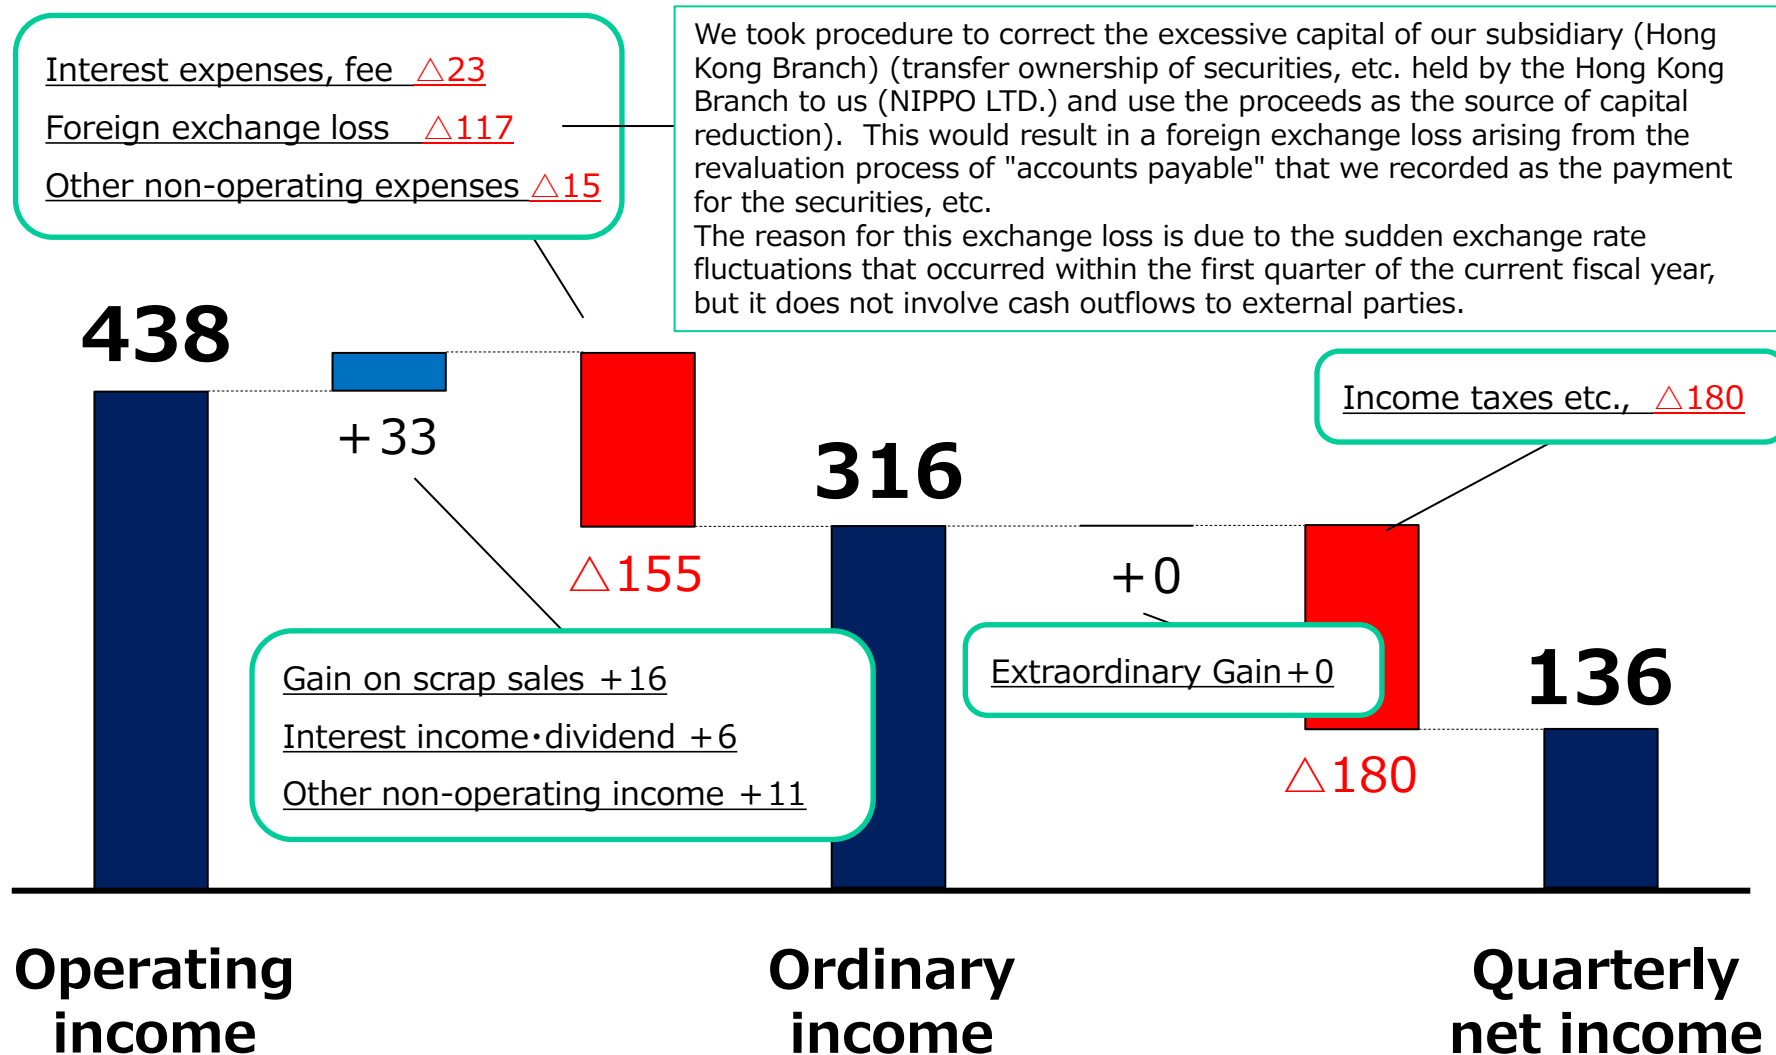 Interest expenses, fee △23
Foreign exchange loss △117
Other non-operating expenses △15
We took procedure to correct the excessive capital of our subsidiary (Hong
Kong Branch) (transfer ownership of securities, etc. held by the Hong Kong
Branch to us (NIPPO LTD.) and use the proceeds as the source of capital
reduction).  This would result in a foreign exchange loss arising from the
revaluation process of "accounts payable" that we recorded as the payment
for the securities, etc.
The reason for this exchange loss is due to the sudden exchange rate
fluctuations that occurred within the first quarter of the current fiscal year,
but it does not involve cash outflows to external parties.
438
+33
△155
316
+0
Income taxes etc., △180
Gain on scrap sales +16
Interest income・dividend +6
Other non-operating income +11
Extraordinary Gain+0
△180
136
Operating
income
Ordinary
income
Quarterly
net income